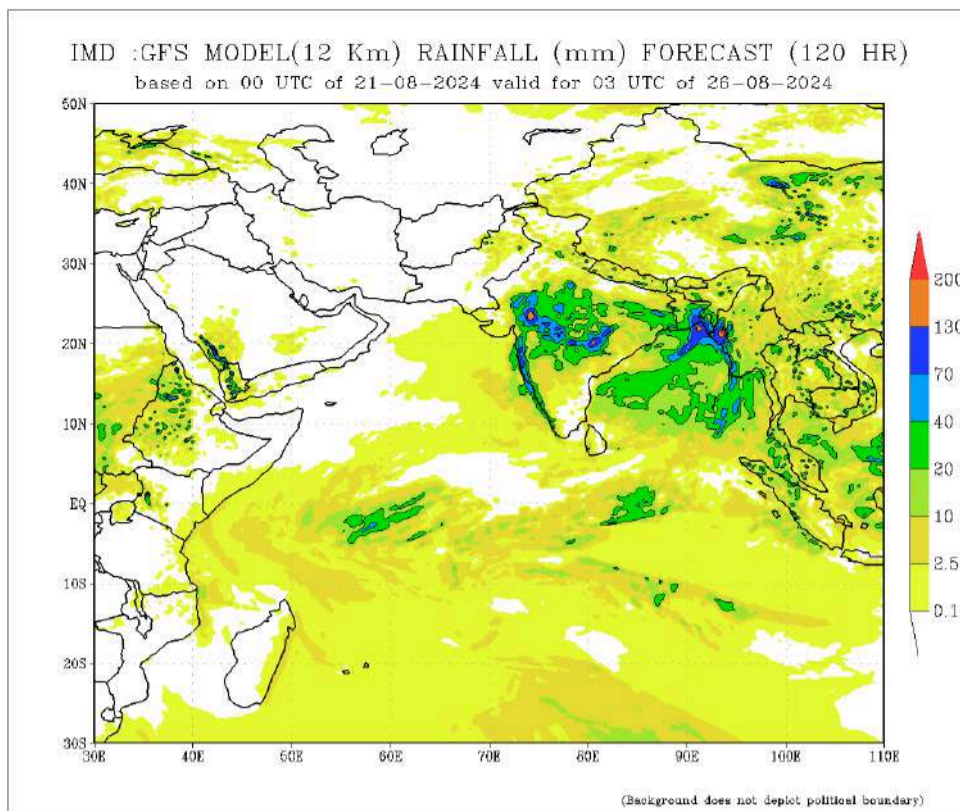 IMD :GFS MODEL(12 Km) RAINFALL (mm) FORECAST (120 HR)
based on 00 UTC of 21-08-2024 valid for 03 UTC of 26-08-2024
50N
40N
30N
20N
10N
EQ
10S
20S
30S
30E
40E
50E
60E
70E
80E
90E
100E
110E
200
130
70
40
20
10
2.5
0.1
(Background does not depict political boundary)